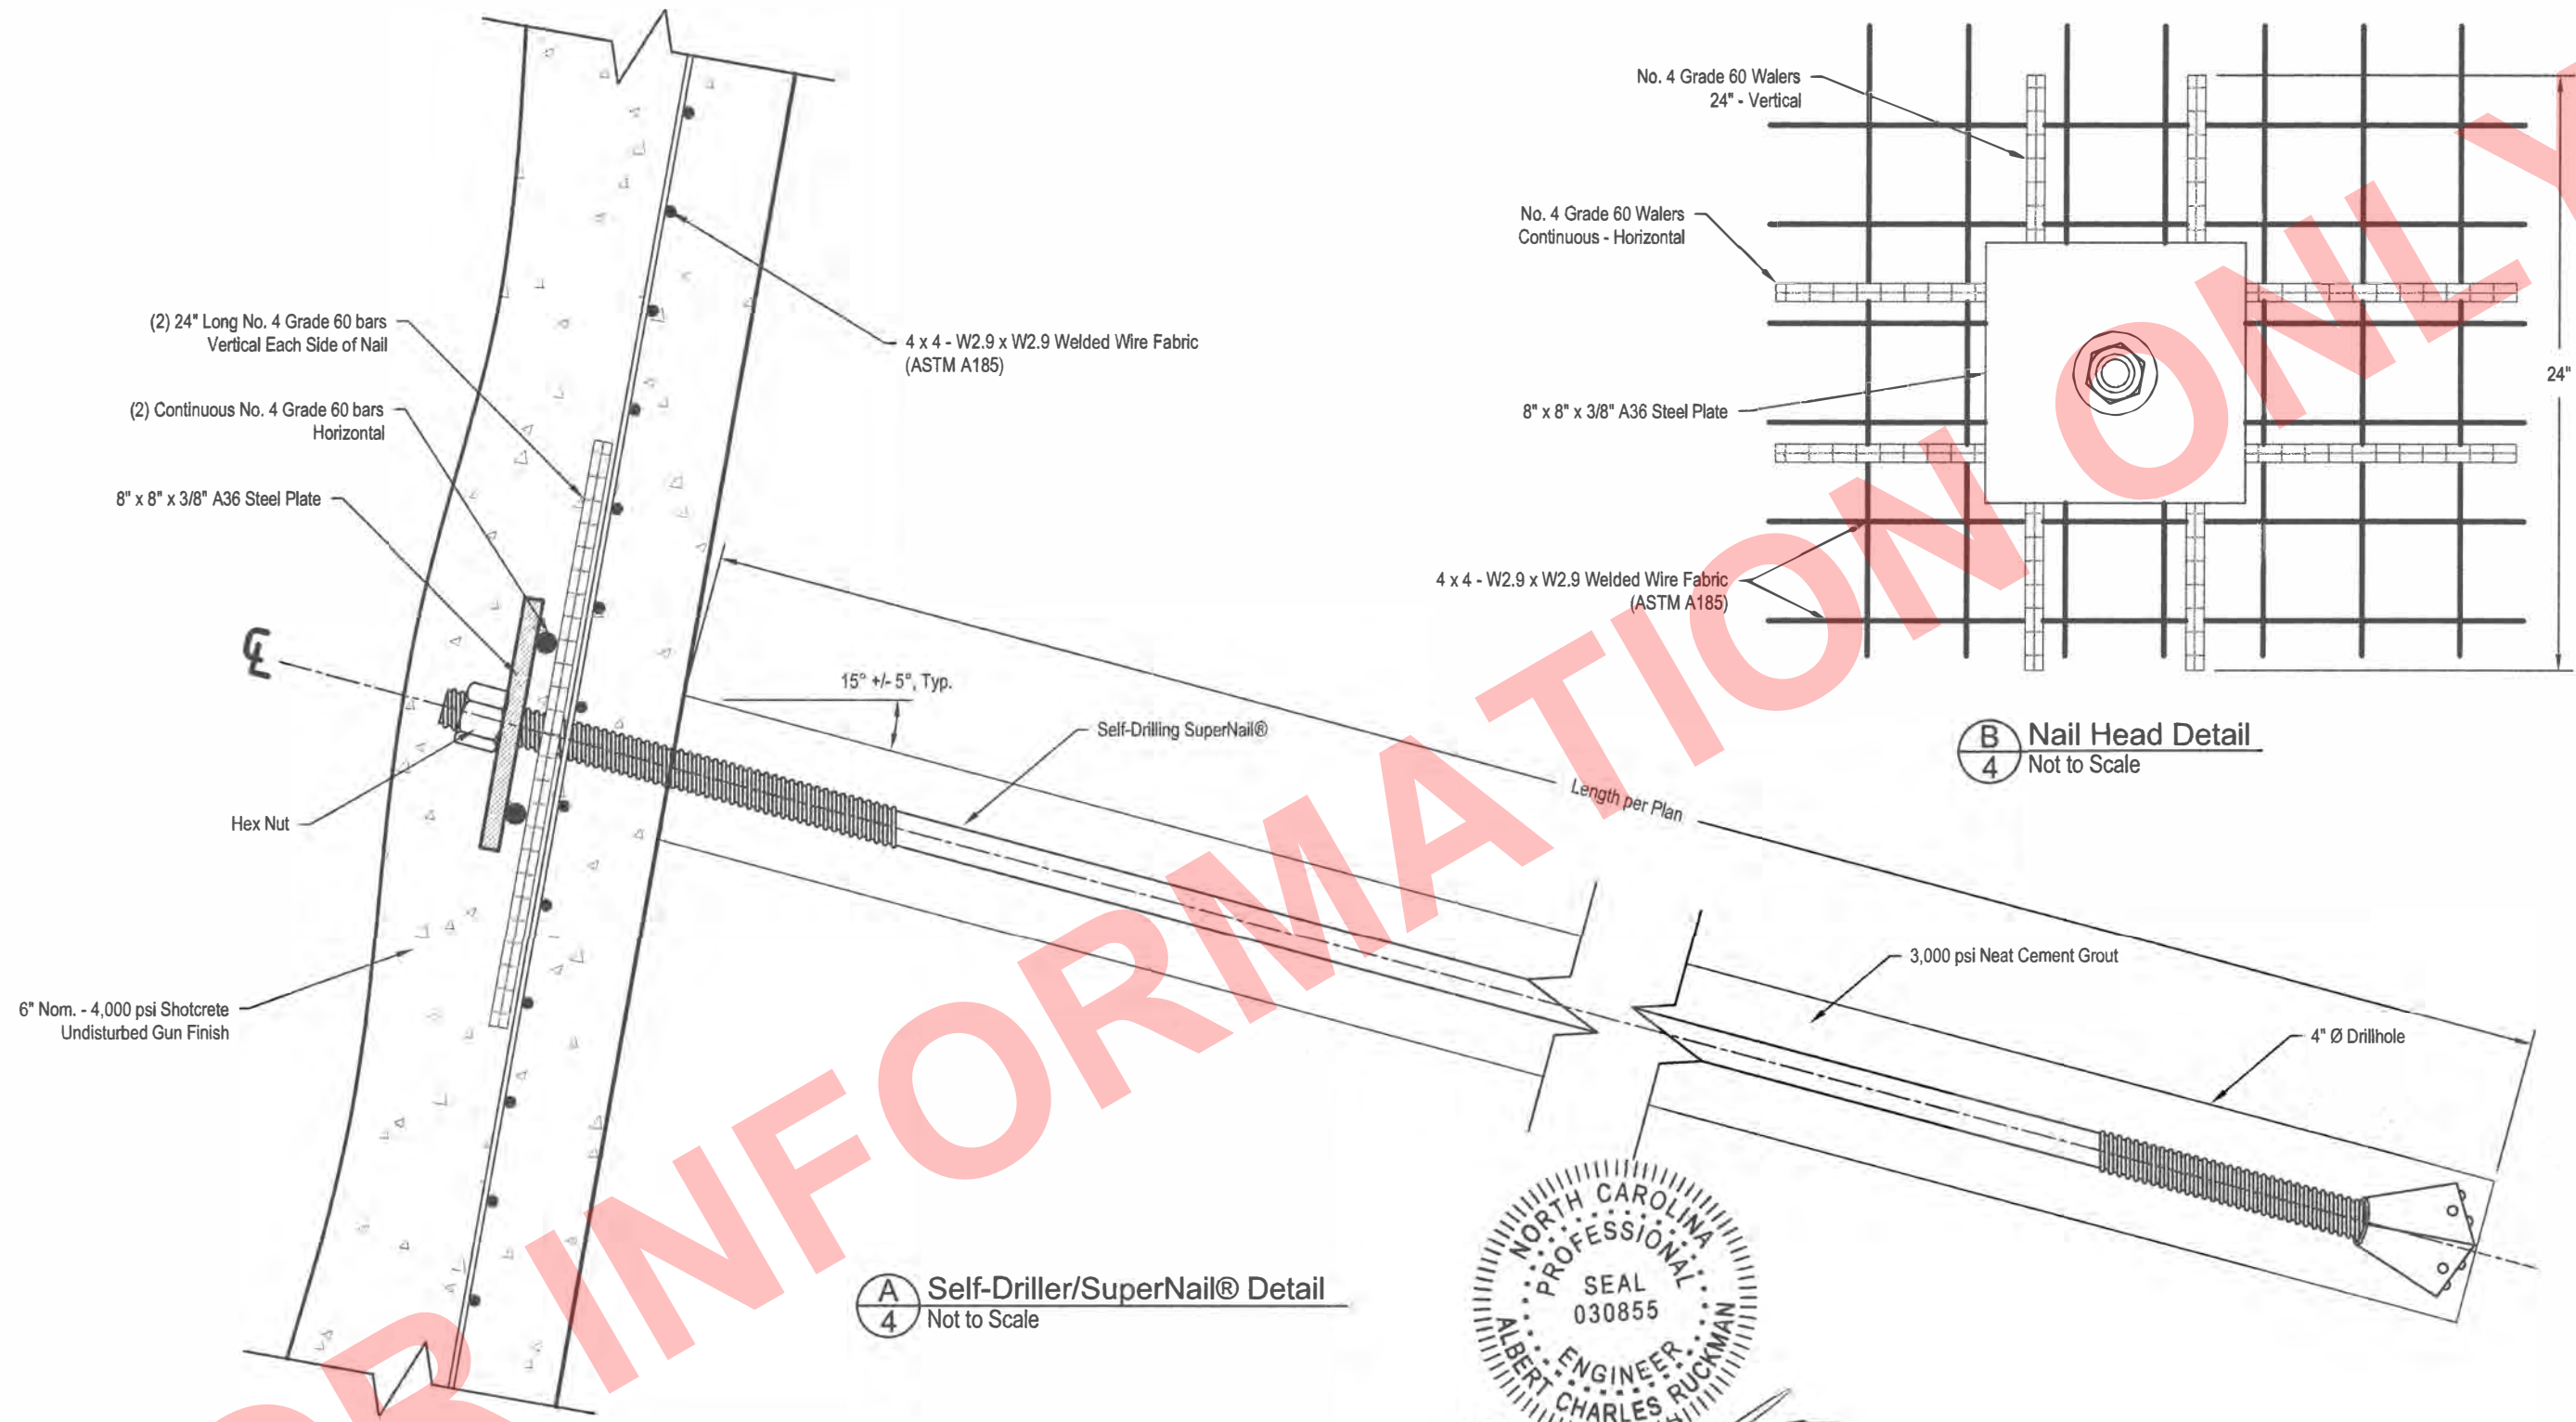 (2) 24" Long No. 4 Grade 60 bars
Vertical Each Side of Nail
(2) Continuous No. 4 Grade 60 bars
Horizontal
8" x 8" x 3/8" A36 Steel Plate
Hex Nut
6" Nom. - 4,000 psi Shotcrete
Undisturbed Gun Finish
4 x 4 - W2.9 x W2.9 Welded Wire Fabric
(ASTM A185)
15° +/- 5°, Typ.
Self-Drilling SuperNail®
Length per Plan
3,000 psi Neat Cement Grout
4" Ø Drillhole
A
4
Self-Driller/SuperNail® Detail
Not to Scale
No. 4 Grade 60 Walers
24" - Vertical
No. 4 Grade 60 Walers
Continuous - Horizontal
8" x 8" x 3/8" A36 Steel Plate
4 x 4 - W2.9 x W2.9 Welded Wire Fabric
(ASTM A185)
24"
B
4
Nail Head Detail
Not to Scale
NORTH CAROLINA
PROFESSIONAL
SEAL
030855
ENGINEER
ALBERT CHARLES RUCKMAN
OR INFORMATION ONLY